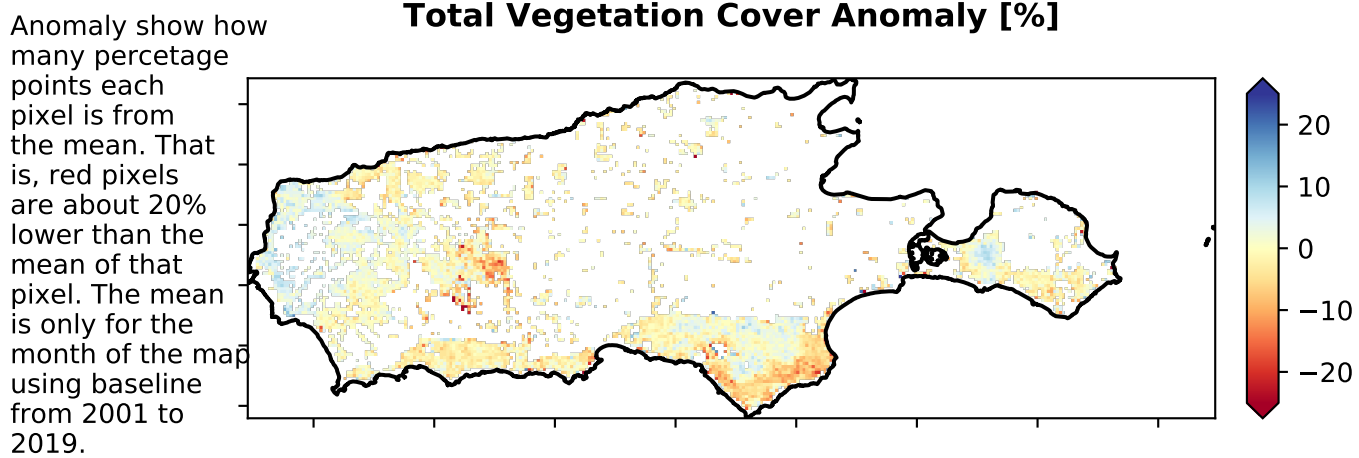 Total Vegetation Cover Anomaly [%]
Anomaly show how
many percetage
points each
pixel is from
the mean. That
is, red pixels
are about 20%
lower than the
mean of that
pixel. The mean
is only for the
month of the map
using baseline
from 2001 to
2019.
20
10
0
−10
−20